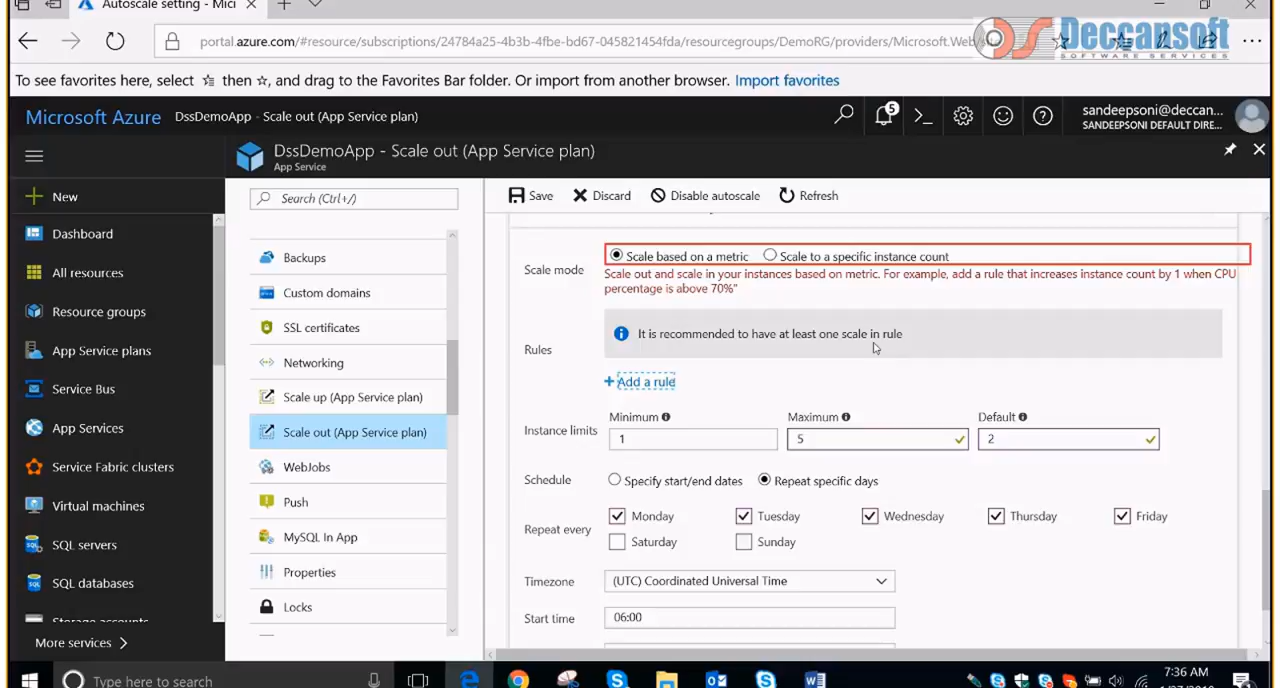 Autoscale setting - Mici
Deccansoft
SOFTWARE SERVICES
portal.azure.com/#resource/subscriptions/24784a25-4b3b-4fbe-bd67-045821454fda/resourcegroups/DemoRG/providers/Microsoft.Web/
To see favorites here, select then , and drag to the Favorites Bar folder. Or import from another browser. Import favorites
Microsoft Azure DssDemoApp - Scale out (App Service plan)
5
sandeepsoni@deccan...
SANDEEPSONI DEFAULT DIRE...
DssDemoApp - Scale out (App Service plan)
App Service
New
Dashboard
All resources
Resource groups
App Service plans
Service Bus
App Services
Service Fabric clusters
Virtual machines
SQL servers
SQL databases
Storage accounts
More services
Search (Ctrl+/)
Backups
Custom domains
SSL certificates
Networking
Scale up (App Service plan)
Scale out (App Service plan)
WebJobs
Push
MySQL In App
Properties
Locks
Save Discard Disable autoscale Refresh
Scale mode
Scale based on a metric Scale to a specific instance count
Scale out and scale in your instances based on metric. For example, add a rule that increases instance count by 1 when CPU
percentage is above 70%"
Rules
It is recommended to have at least one scale in rule
+ Add a rule
Instance limits
Minimum Maximum Default
1 5 2
Schedule
Specify start/end dates Repeat specific days
Repeat every
Monday Tuesday Wednesday Thursday Friday
Saturday Sunday
Timezone
(UTC) Coordinated Universal Time
Start time
06:00
Type here to search
7:36 AM